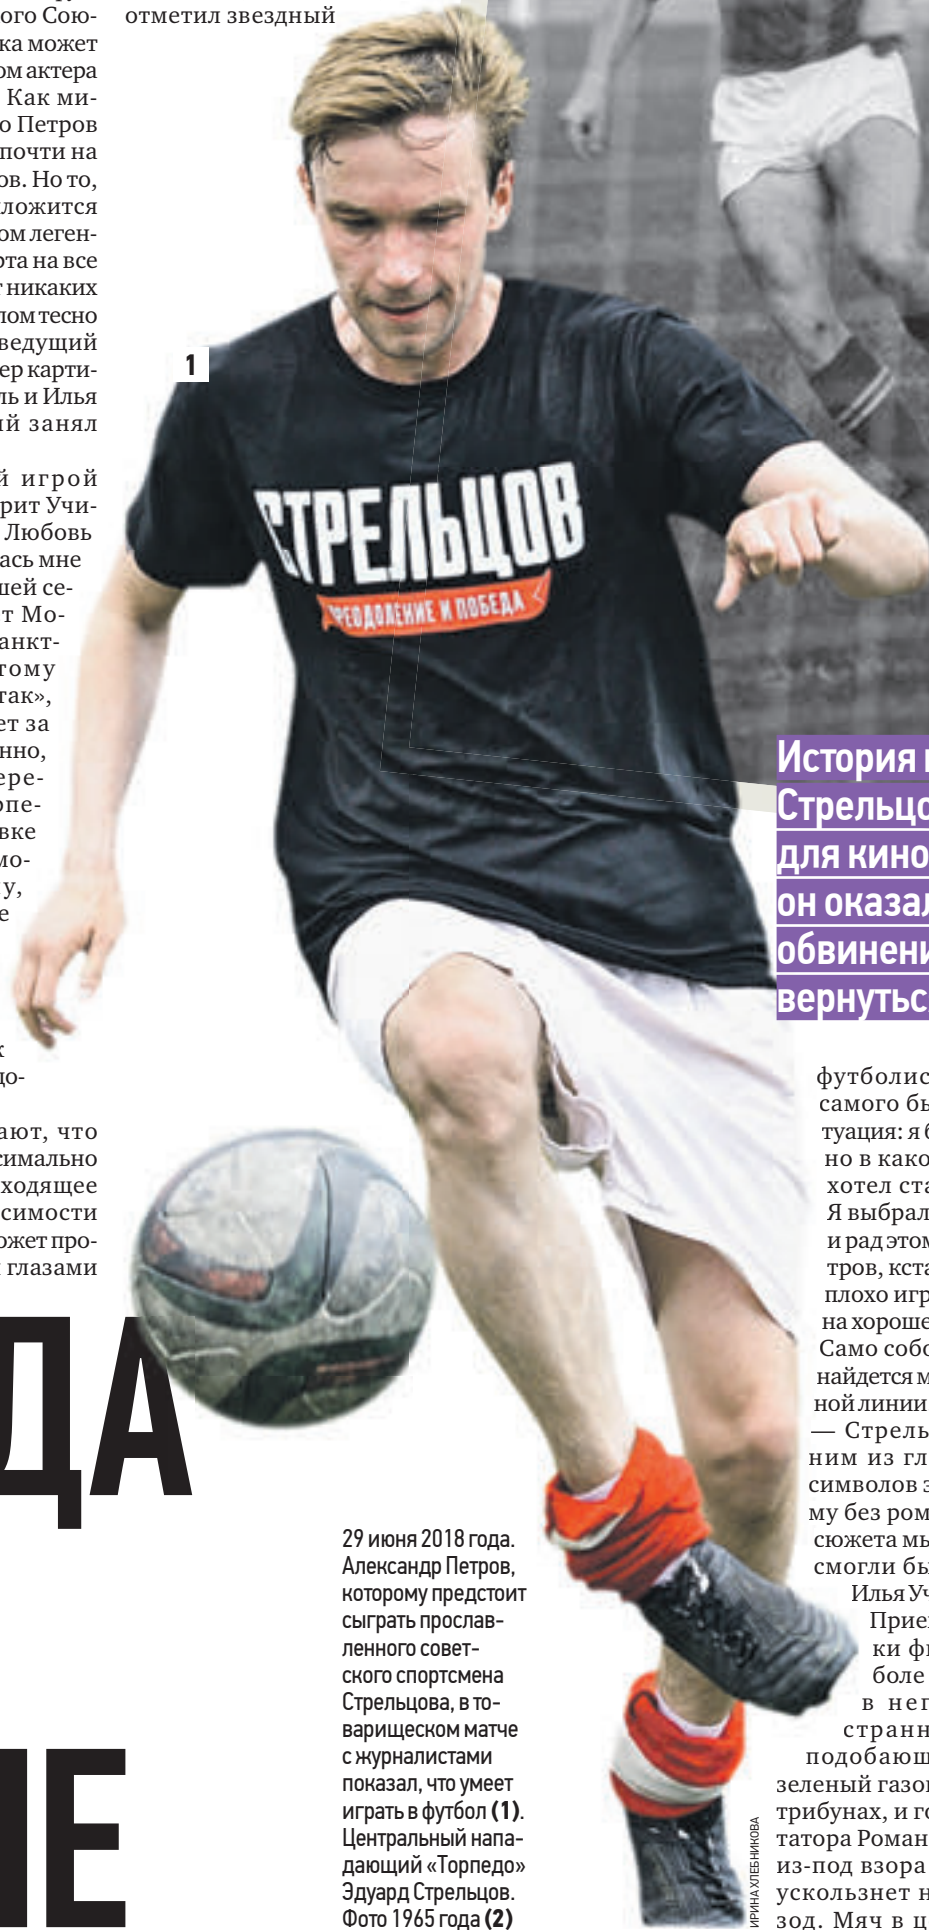 ого Сою-
ка может
ом актера
Как ми-
о Петров
почти на
ов. Но то,
ложится
ом леген-
рта на все
т никаких
лом тесно
ведущий
ер карти-
ль и Илья
ий занял
й игрой
рит Учи-
Любовь
ась мне
шей се-
т Мо-
анкт-
тому
так»,
ет за
нно,
ере-
рпе-
вке
мо-
у,
е
х
до-
ают, что
симально
ходящее
симости
ожет про-
глазами
отметил звездный
1
СТРЕЛЬЦОВ
ПРЕОДОЛЕНИЕ И ПОБЕДА
История
Стрельцо
для кино
он оказал
обвинени
вернутьс
ДА
ИЕ
29 июня 2018 года.
Александр Петров,
которому предстоит
сыграть прослав-
ленного совет-
ского спортсмена
Стрельцова, в то-
варищеском матче
с журналистами
показал, что умеет
играть в футбол (1).
Центральный напа-
дающий «Торпедо»
Эдуард Стрельцов.
Фото 1965 года (2)
ИРИНА ХЛЕБНИКОВА
футболис
самого бы
туация: я б
но в како
хотел ста
Я выбрал
и рад этом
тров, кста
плохо игр
на хороше
Само собо
найдется м
ной линии
— Стрель
ним из гл
символов э
му без ром
сюжета мы
смогли бы
Илья Уч
Прие
ки фи
боле
в нег
странн
подобающ
зеленый газо
трибунах, и го
татора Роман
из-под взора
ускользнет н
зод. Мяч в ц